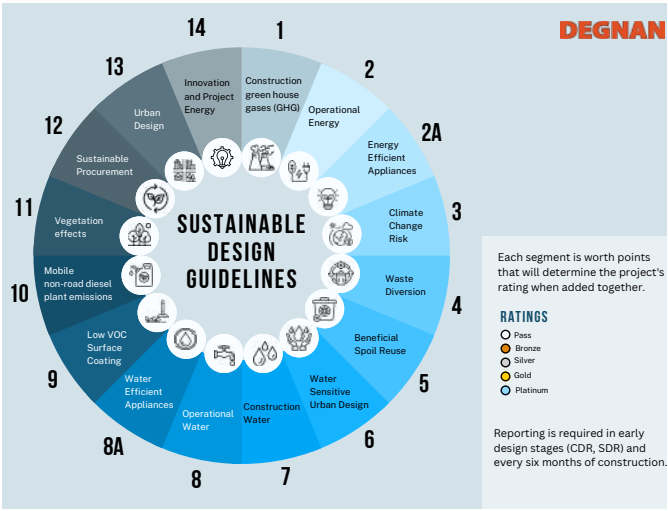 DEGNAN
1
Construction
green house
gases (GHG)
2
Operational
Energy
2A
Energy
Efficient
Appliances
3
Climate
Change
Risk
4
Waste
Diversion
5
Beneficial
Spoil Reuse
6
Water
Sensitive
Urban Design
7
Construction
Water
8
Operational
Water
8A
Water
Efficient
Appliances
9
Low VOC
Surface
Coating
10
Mobile
non-road diesel
plant emissions
11
Vegetation
effects
12
Sustainable
Procurement
13
Urban
Design
14
Innovation
and Project
Energy
SUSTAINABLE
DESIGN
GUIDELINES
Each segment is worth points
that will determine the project's
rating when added together.
RATINGS
Pass
Bronze
Silver
Gold
Platinum
Reporting is required in early
design stages (CDR, SDR) and
every six months of construction.